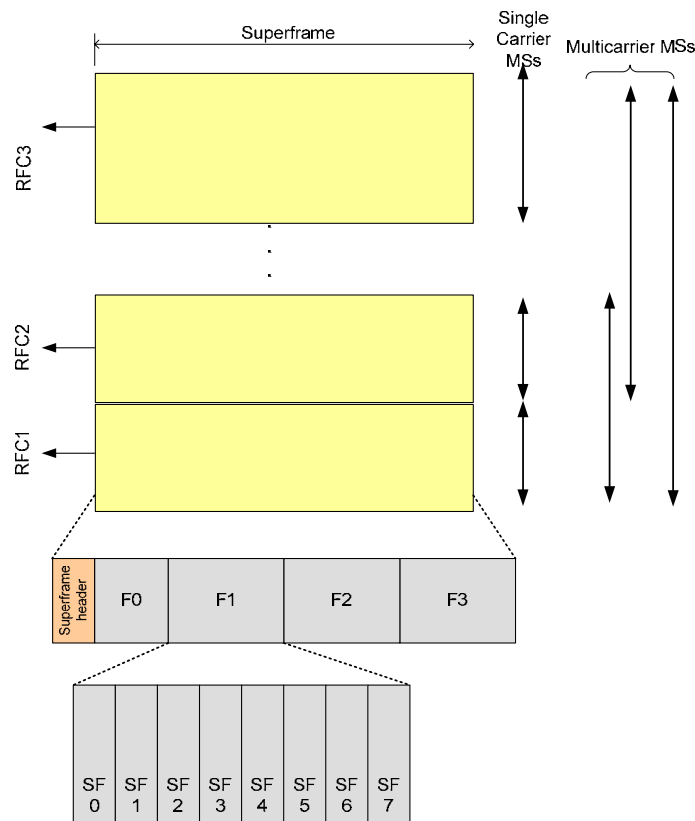 Superframe
Single
Carrier
MSs
Multicarrier MSs
RFC3
RFC2
RFC1
Superframe
header
F0
F1
F2
F3
SF
0
SF
1
SF
2
SF
3
SF
4
SF
5
SF
6
SF
7